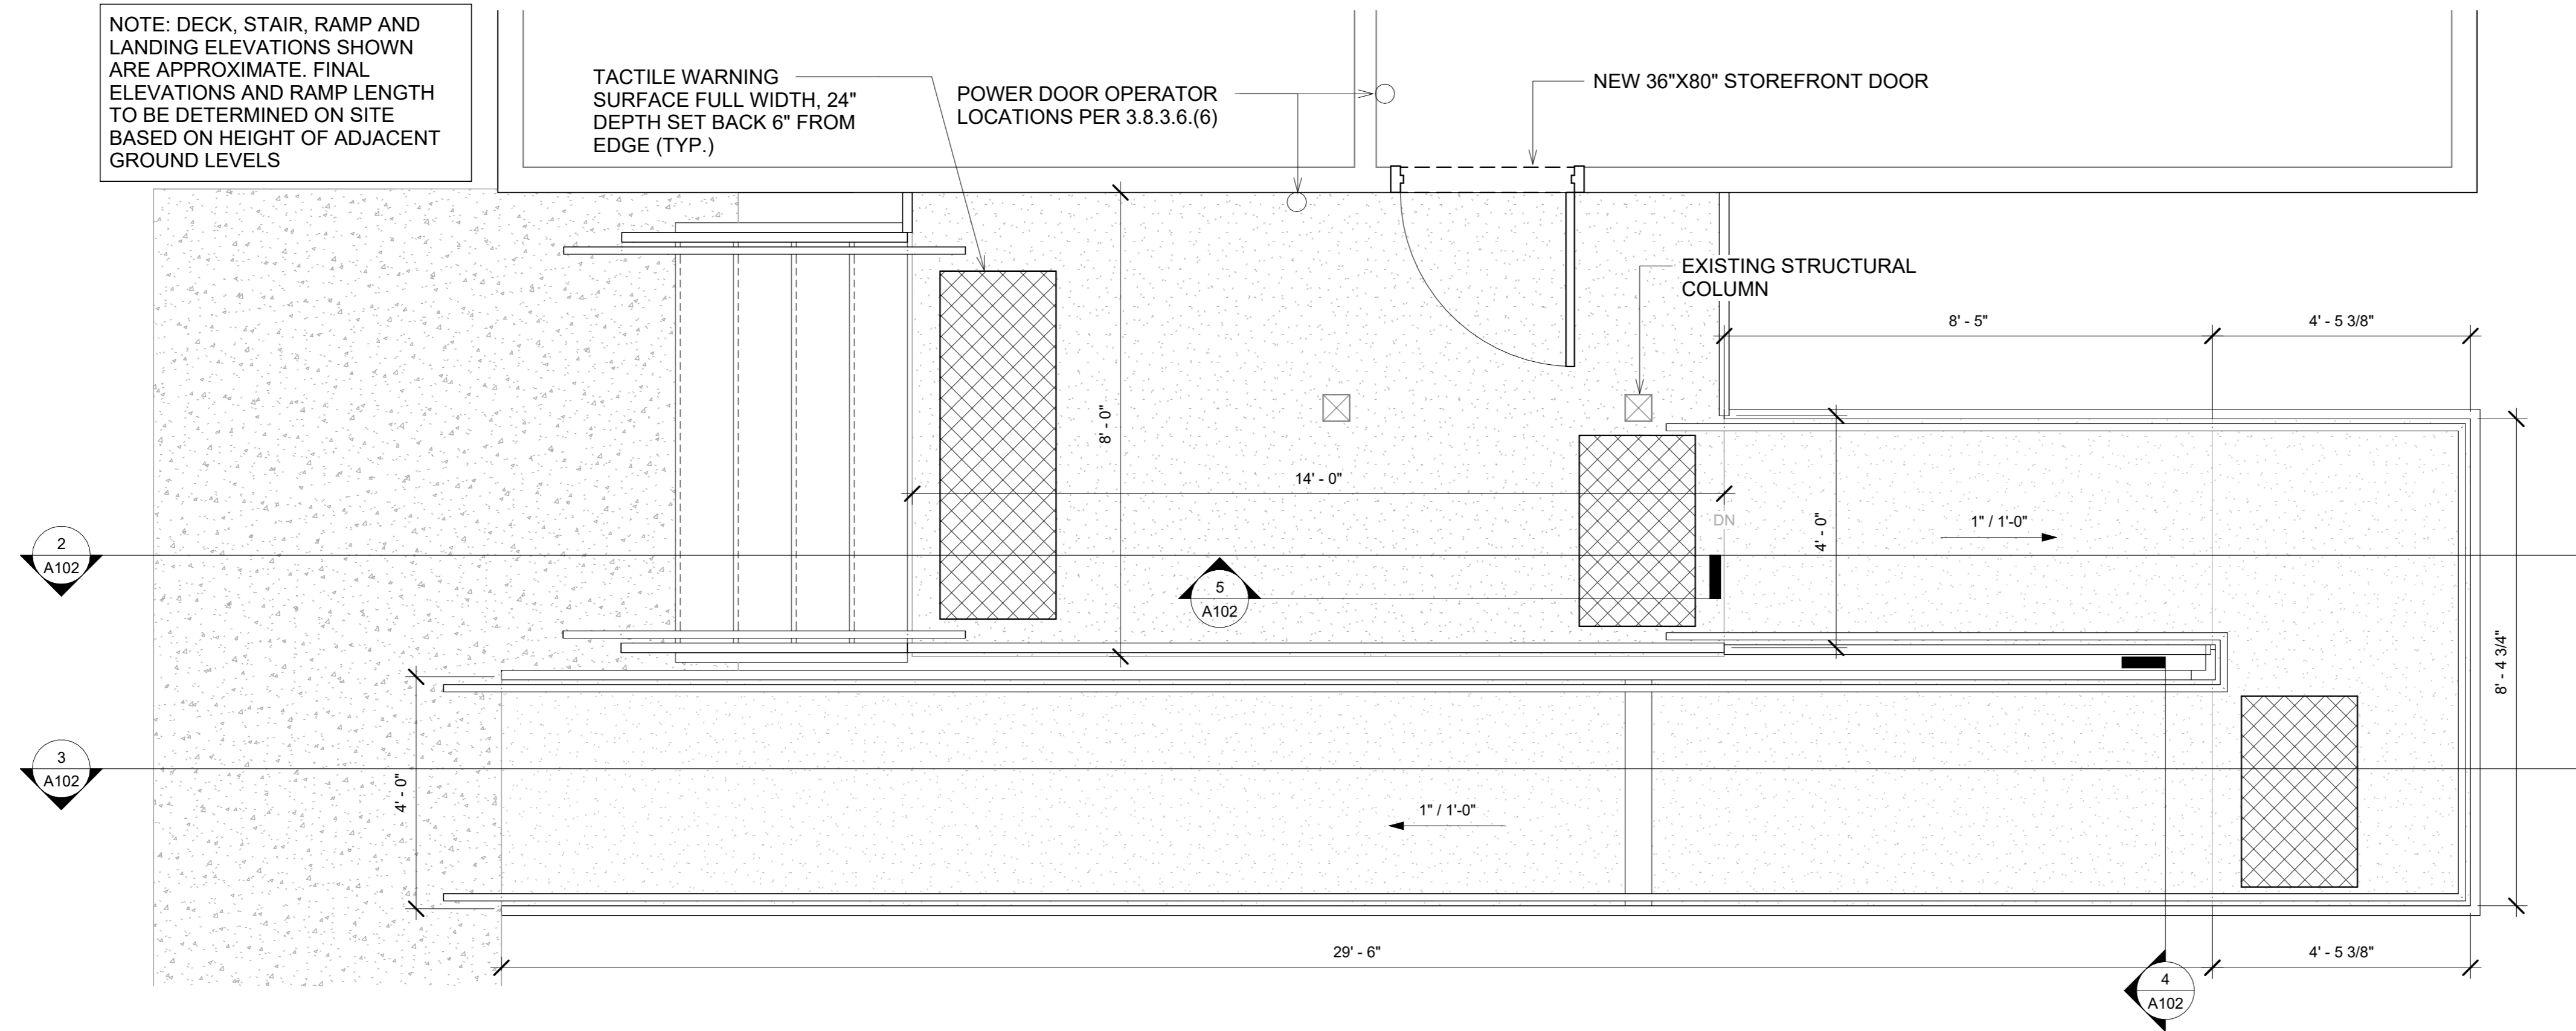 NOTE: DECK, STAIR, RAMP AND
LANDING ELEVATIONS SHOWN
ARE APPROXIMATE. FINAL
ELEVATIONS AND RAMP LENGTH
TO BE DETERMINED ON SITE
BASED ON HEIGHT OF ADJACENT
GROUND LEVELS
TACTILE WARNING
SURFACE FULL WIDTH, 24"
DEPTH SET BACK 6" FROM
EDGE (TYP.)
POWER DOOR OPERATOR
LOCATIONS PER 3.8.3.6.(6)
NEW 36"X80" STOREFRONT DOOR
EXISTING STRUCTURAL
COLUMN
8' - 5"
4' - 5 3/8"
8' - 0"
14' - 0"
DN
4' - 0"
1" / 1'-0"
2
A102
5
A102
8' - 4 3/4"
3
A102
4' - 0"
1" / 1'-0"
29' - 6"
4' - 5 3/8"
4
A102